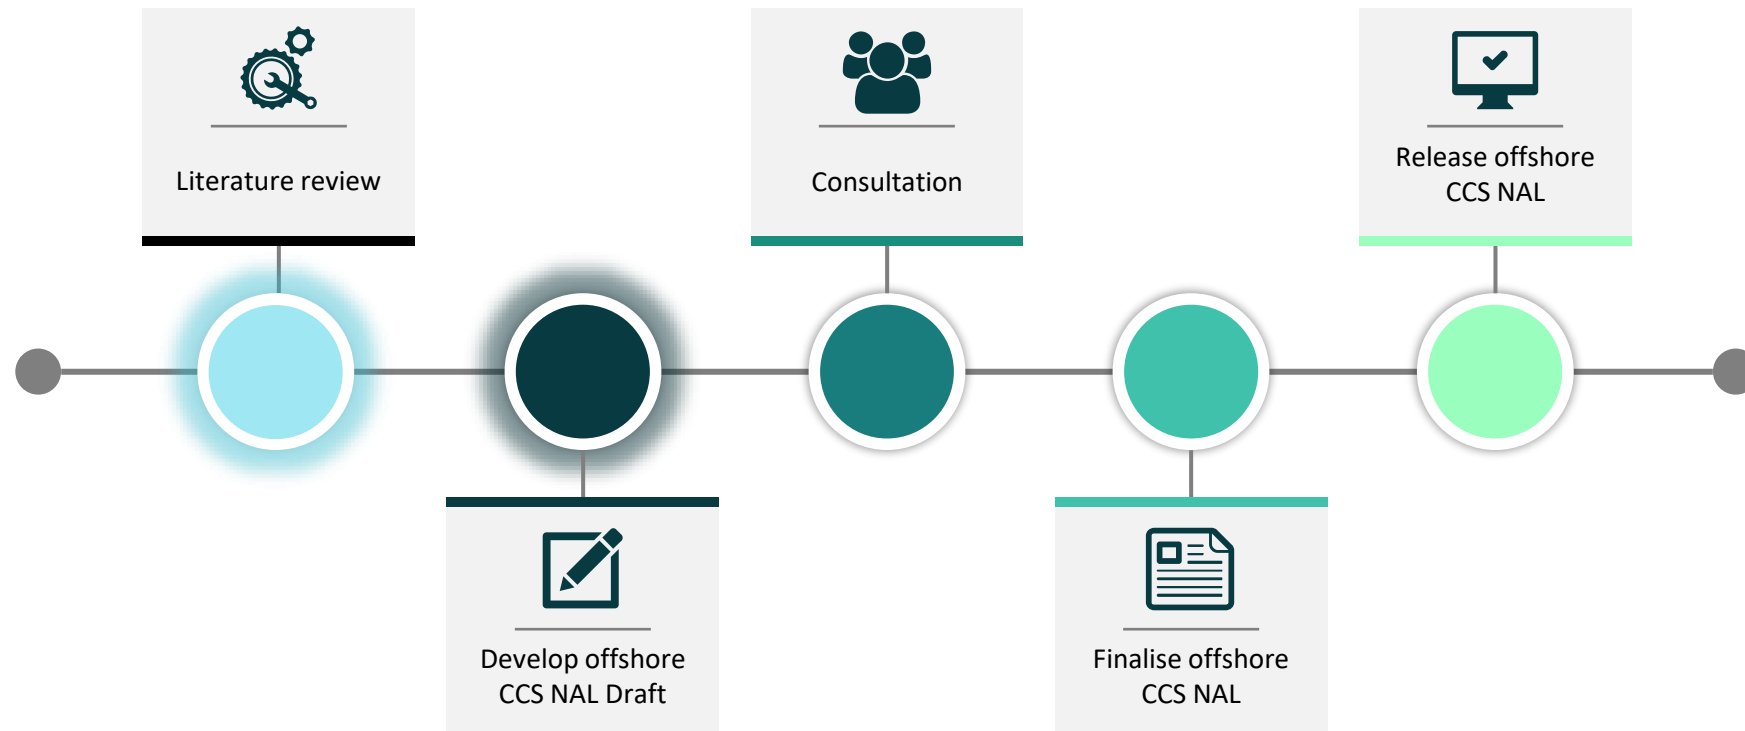 Literature review
Develop offshore
CCS NAL Draft
Consultation
Finalise offshore
CCS NAL
Release offshore
CCS NAL